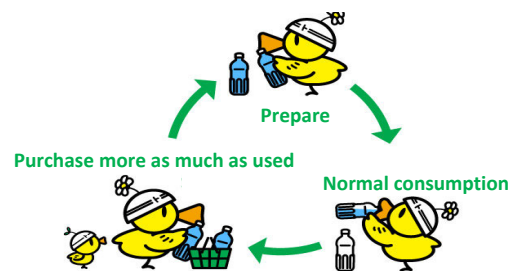 Prepare
Purchase more as much as used
Normal consumption